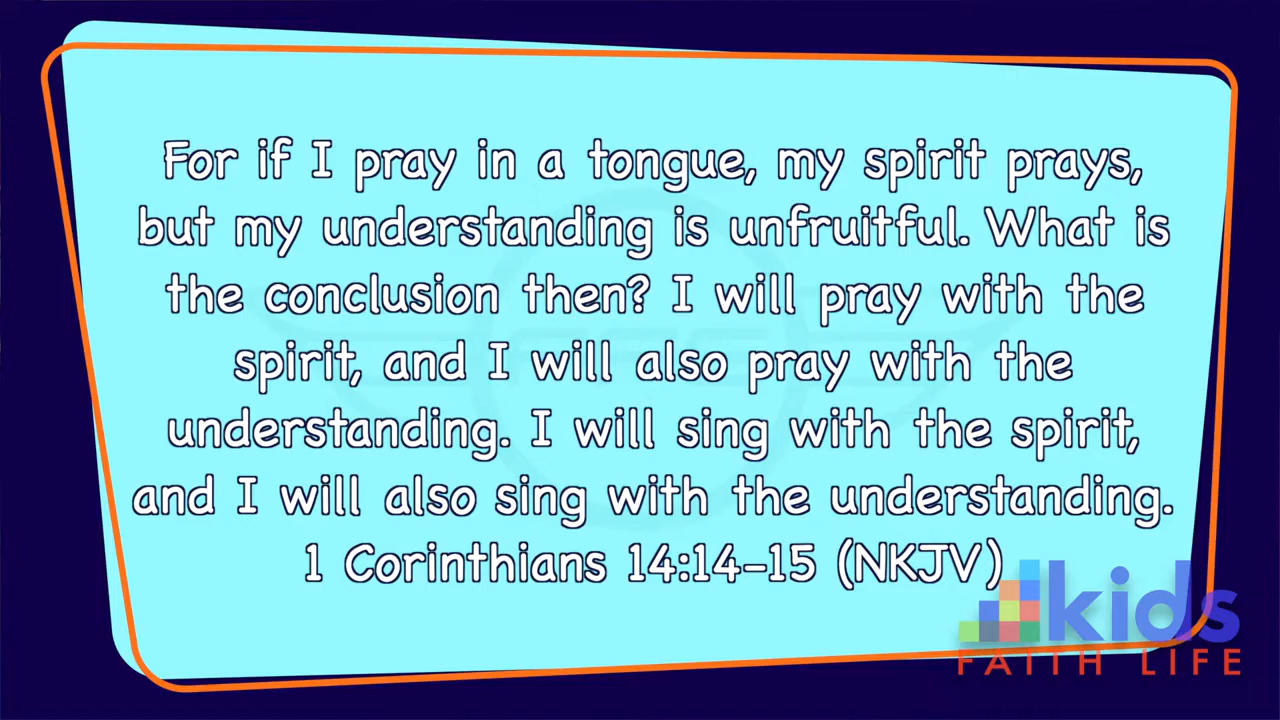 For if I pray in a tongue, my spirit prays,
but my understanding is unfruitful. What is
the conclusion then? I will pray with the
spirit, and I will also pray with the
understanding. I will sing with the spirit,
and I will also sing with the understanding.
1 Corinthians 14:14-15 (NKJV)
kids
FAITH LIFE